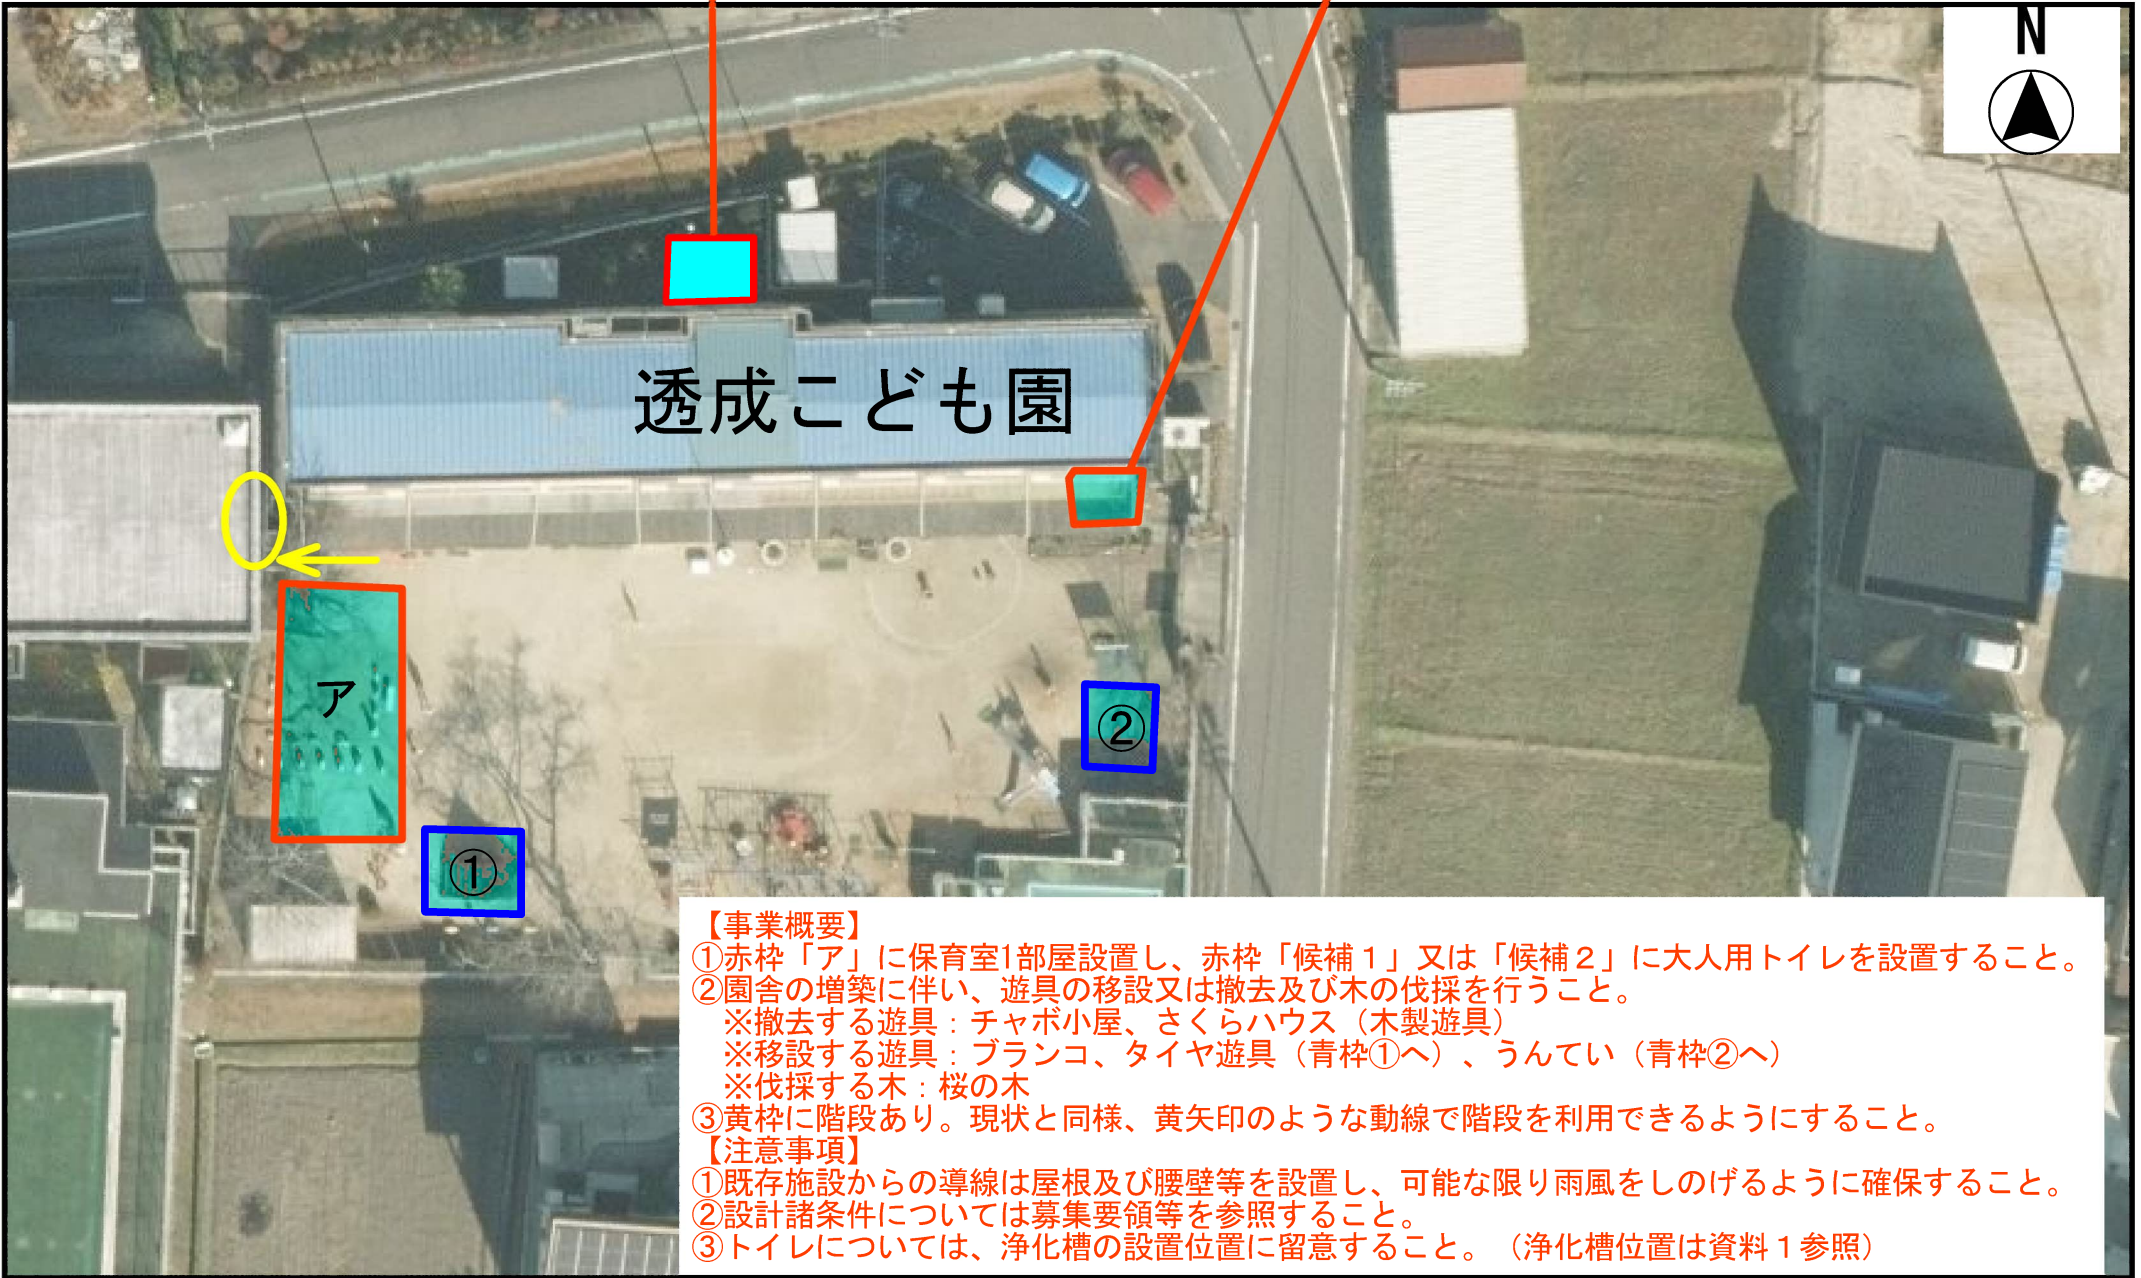 N
透成こども園
ア
②
①
【事業概要】
①赤枠「ア」に保育室1部屋設置し、赤枠「候補１」又は「候補２」に大人用トイレを設置すること。
②園舎の増築に伴い、遊具の移設又は撤去及び木の伐採を行うこと。
※撤去する遊具：チャボ小屋、さくらハウス（木製遊具）
※移設する遊具：ブランコ、タイヤ遊具（青枠①へ）、うんてい（青枠②へ）
※伐採する木：桜の木
③黄枠に階段あり。現状と同様、黄矢印のような動線で階段を利用できるようにすること。
【注意事項】
①既存施設からの導線は屋根及び腰壁等を設置し、可能な限り雨風をしのげるように確保すること。
②設計諸条件については募集要領等を参照すること。
③トイレについては、浄化槽の設置位置に留意すること。（浄化槽位置は資料１参照）